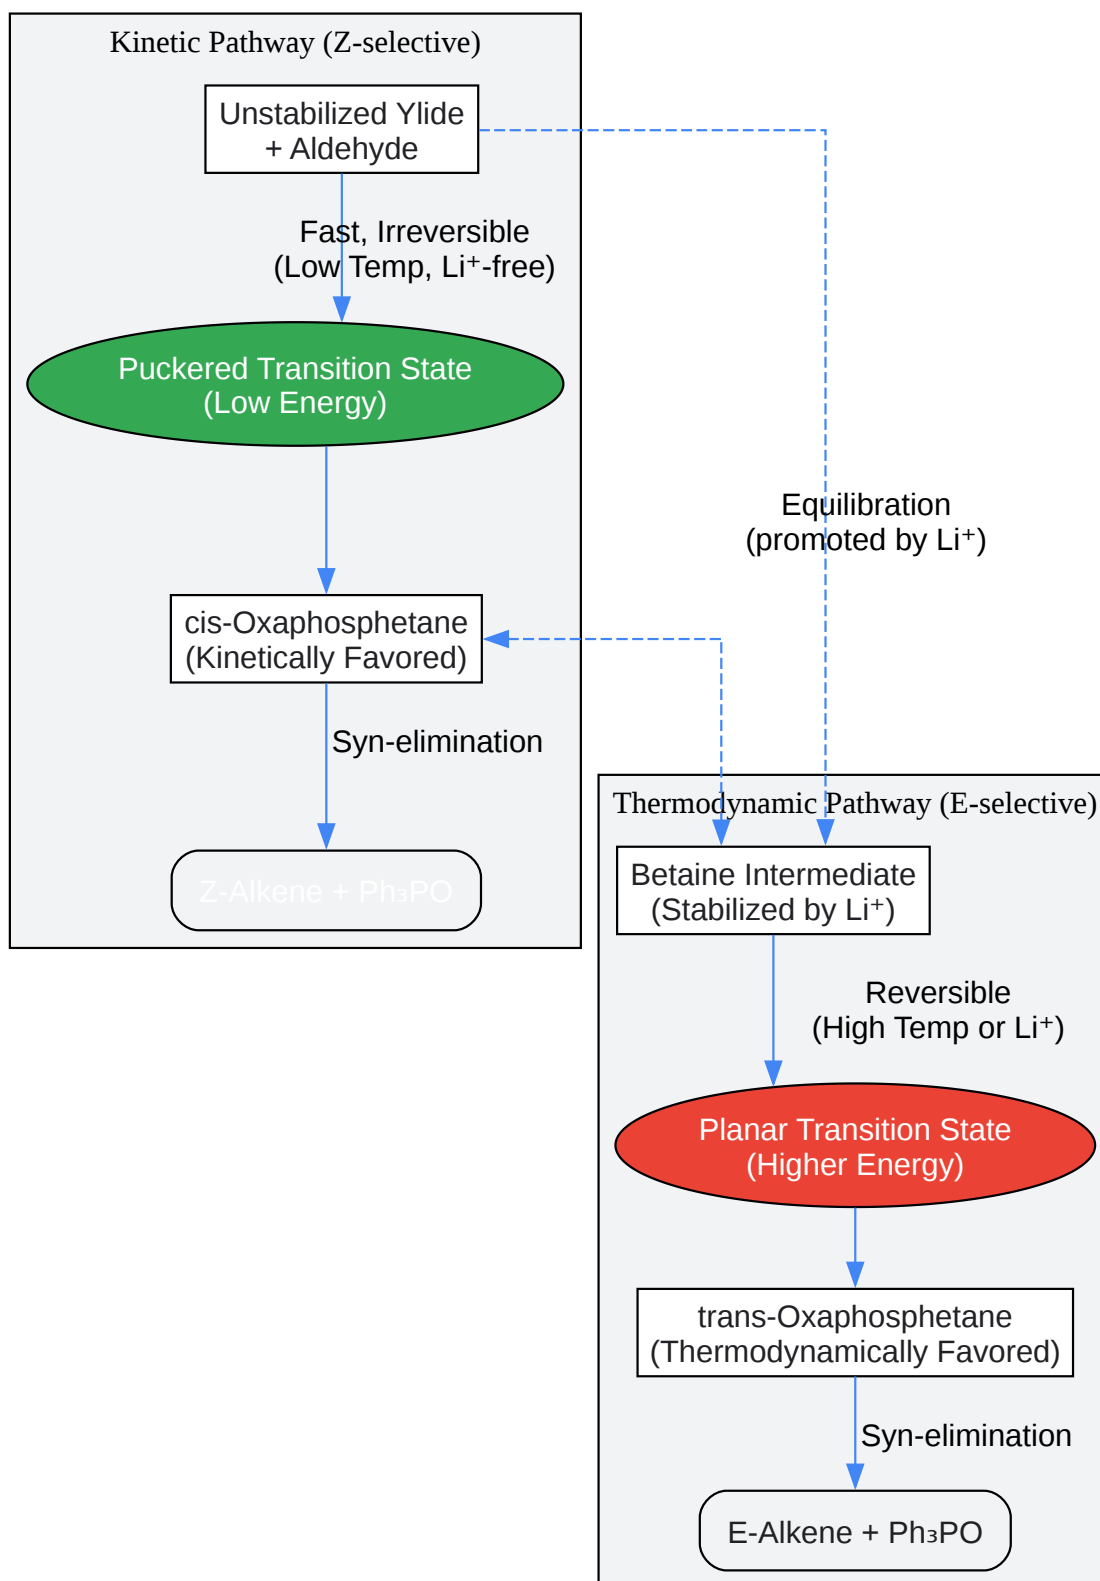 Kinetic Pathway (Z-selective)
Unstabilized Ylide
+ Aldehyde
Fast, Irreversible
(Low Temp, Li⁺-free)
Puckered Transition State
(Low Energy)
Equilibration
(promoted by Li⁺)
cis-Oxaphosphetane
(Kinetically Favored)
Syn-elimination
Z-Alkene + Ph₃PO
Thermodynamic Pathway (E-selective)
Betaine Intermediate
(Stabilized by Li⁺)
Reversible
(High Temp or Li⁺)
Planar Transition State
(Higher Energy)
trans-Oxaphosphetane
(Thermodynamically Favored)
Syn-elimination
E-Alkene + Ph₃PO